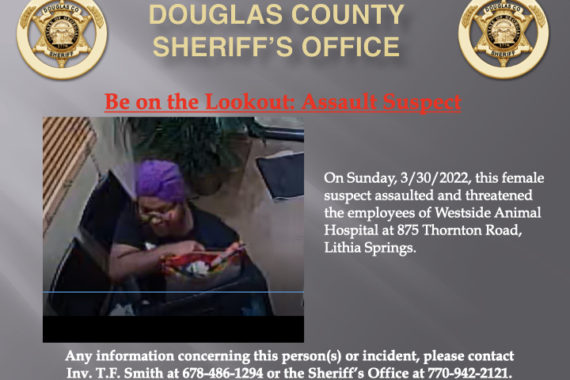 DOUGLAS COUNTY
SHERIFF'S OFFICE
Be on the Lookout: Assault Suspect
On Sunday, 3/30/2022, this female
suspect assaulted and threatened
the employees of Westside Animal
Hospital at 875 Thornton Road,
Lithia Springs.
Any information concerning this person(s) or incident, please contact
Inv. T.F. Smith at 678-486-1294 or the Sheriff's Office at 770-942-2121.